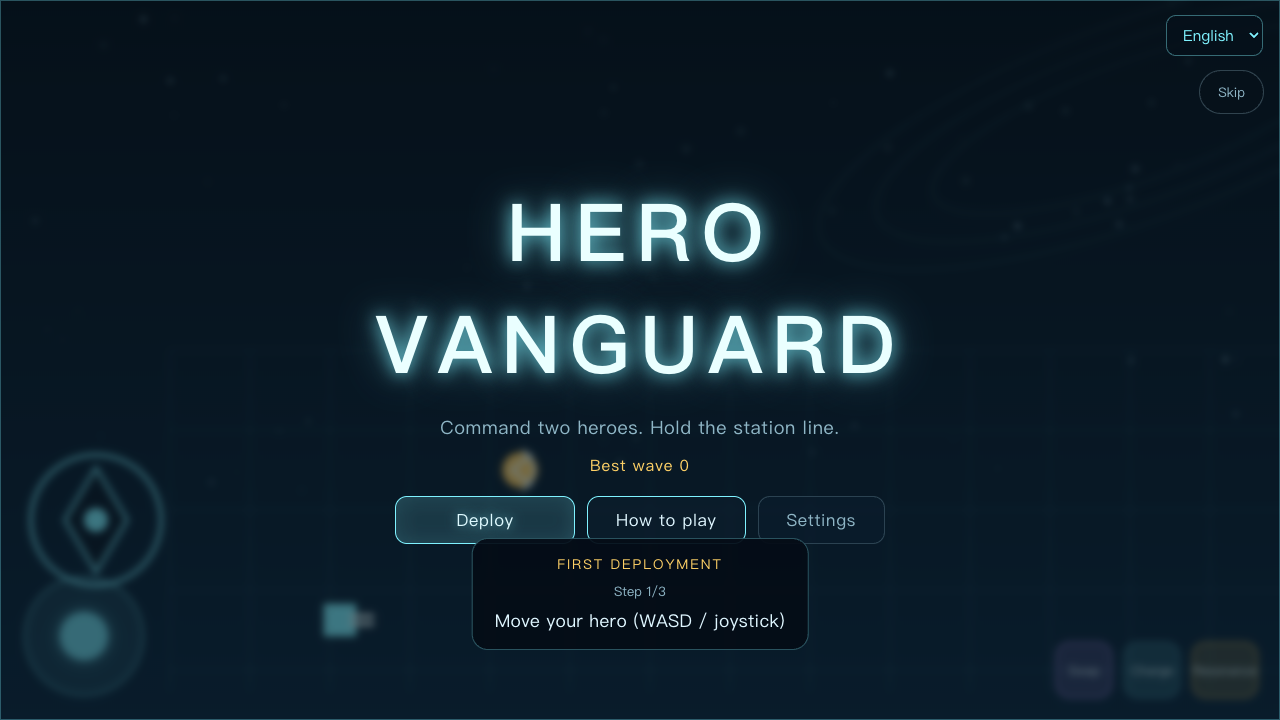 English
Skip
HERO
VANGUARD
Command two heroes. Hold the station line.
Best wave 0
Deploy
How to play
Settings
FIRST DEPLOYMENT
Step 1/3
Move your hero (WASD / joystick)